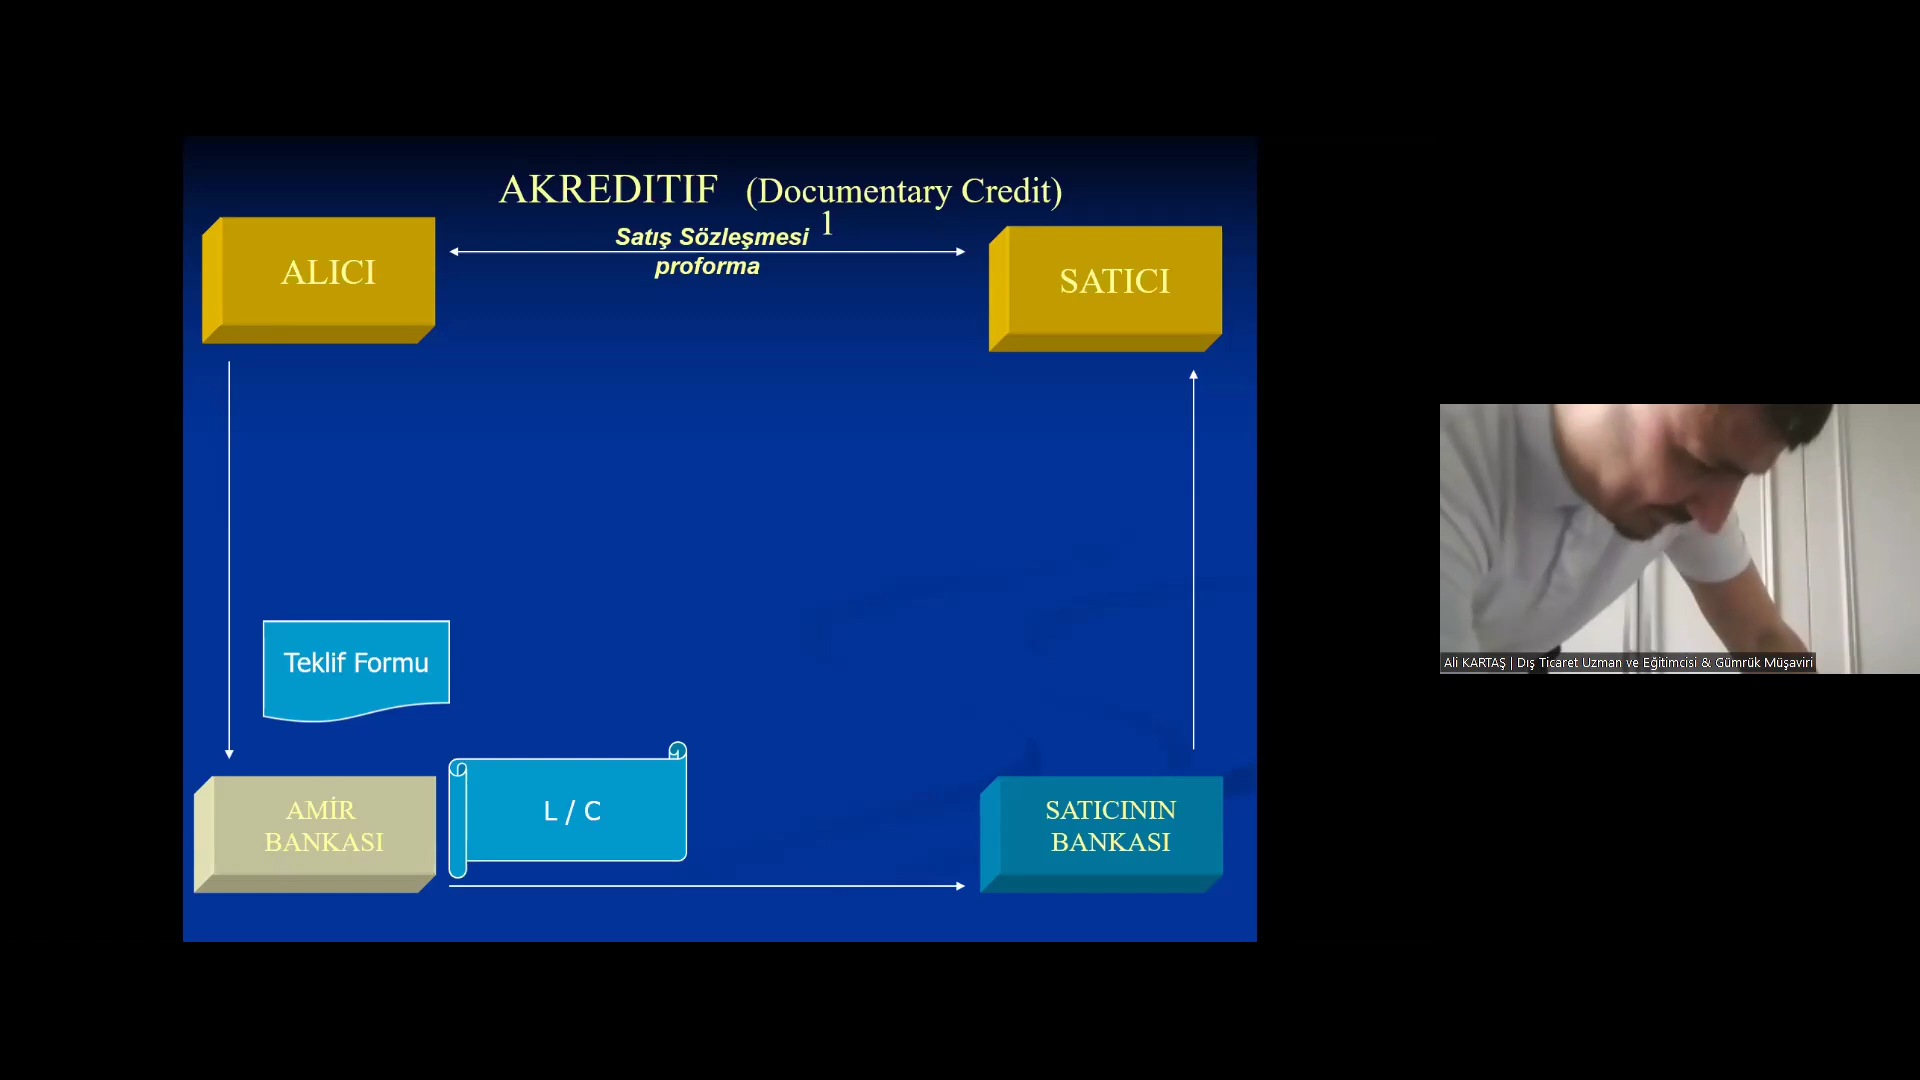 AKREDITIF (Documentary Credit)
1
Satış Sözleşmesi
proforma
ALICI
SATICI
Teklif Formu
L / C
AMİR
BANKASI
SATICININ
BANKASI
Ali KARTAŞ | Dış Ticaret Uzman ve Eğitimcisi & Gümrük Müşaviri